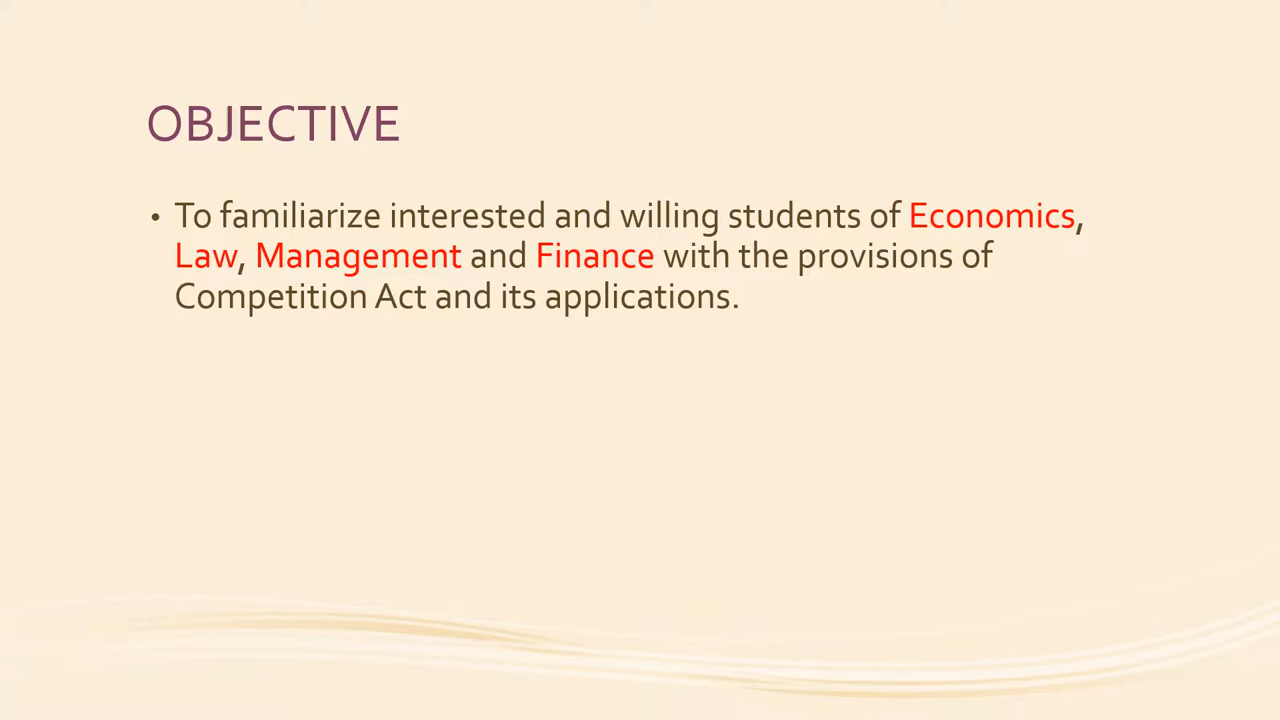 OBJECTIVE
• To familiarize interested and willing students of Economics,
Law, Management and Finance with the provisions of
Competition Act and its applications.